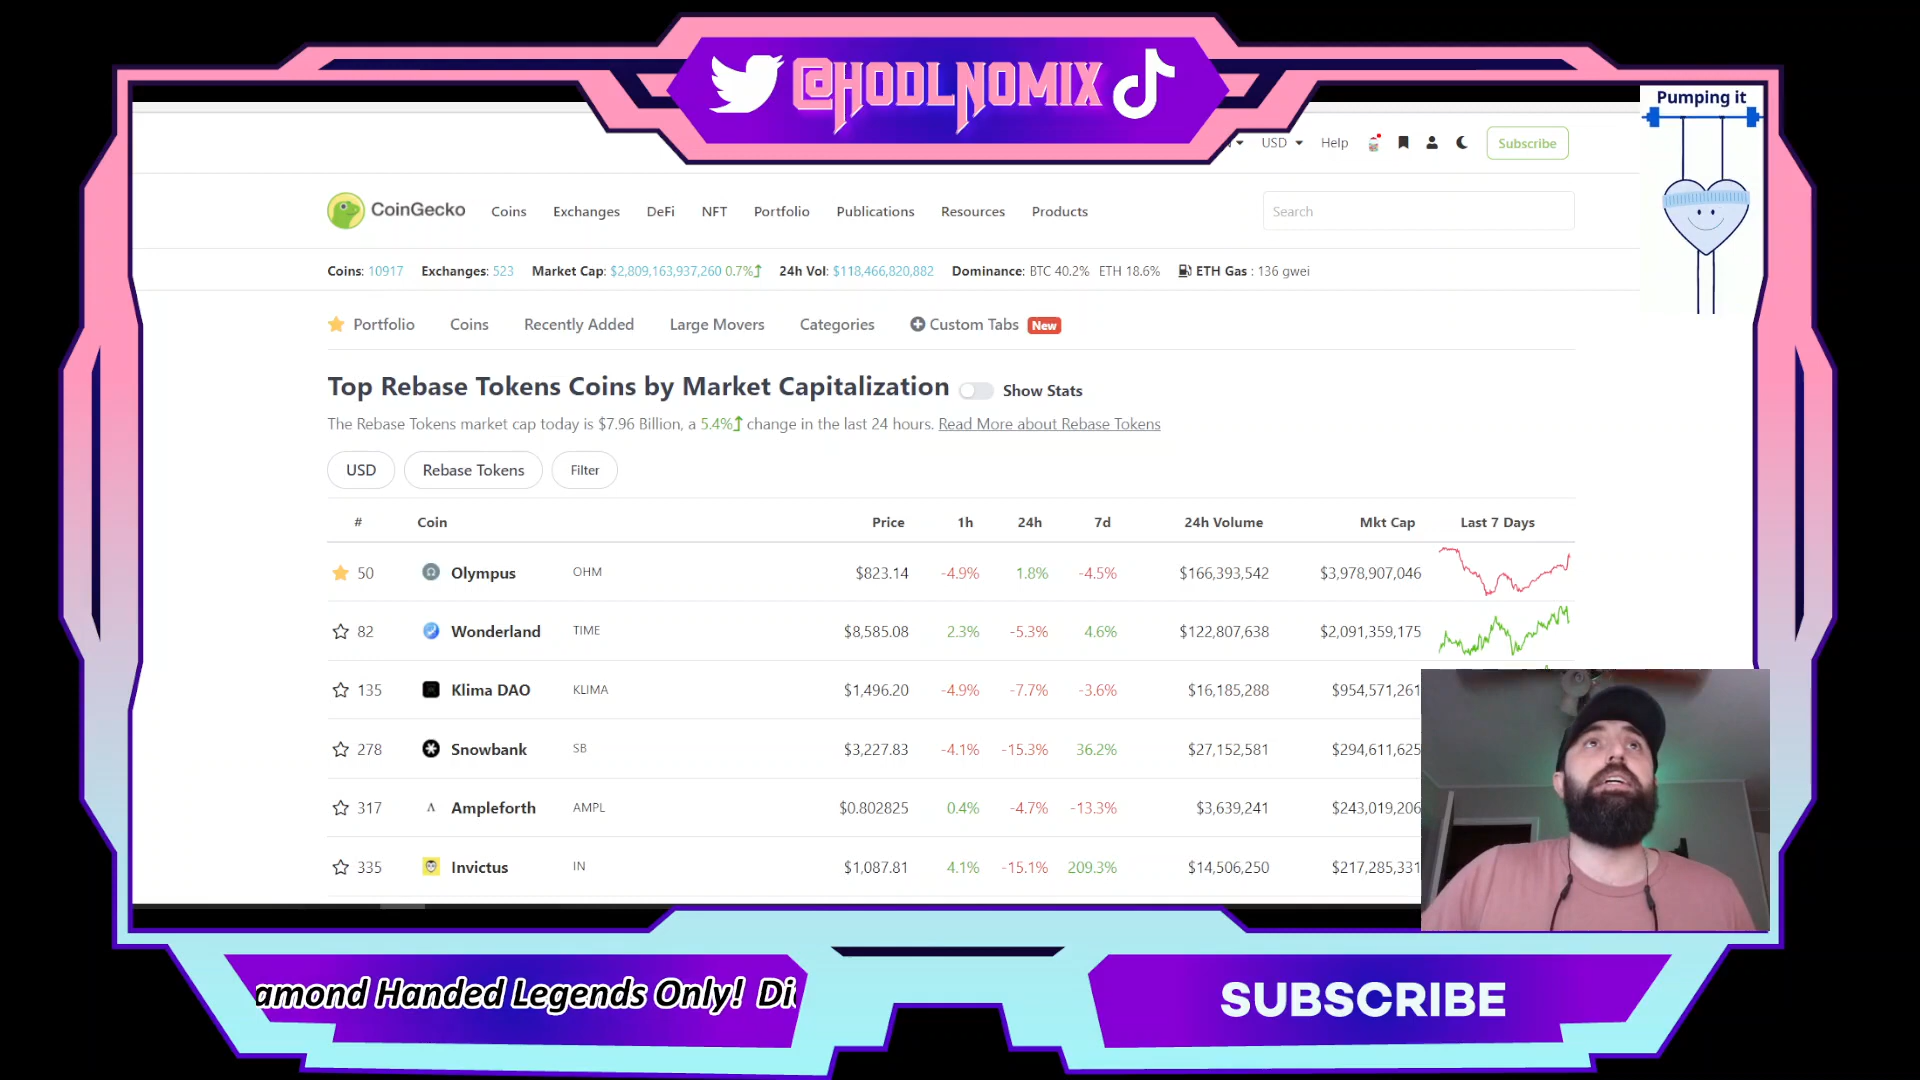 @HODLNOMIX
Pumping it
USD Help Subscribe
CoinGecko Coins Exchanges DeFi NFT Portfolio Publications Resources Products Search
Coins: 10917 Exchanges: 523 Market Cap: $2,809,163,937,260 0.7% 24h Vol: $118,466,820,882 Dominance: BTC 40.2% ETH 18.6% ETH Gas : 136 gwei
Portfolio Coins Recently Added Large Movers Categories Custom Tabs New
Top Rebase Tokens Coins by Market Capitalization Show Stats
The Rebase Tokens market cap today is $7.96 Billion, a 5.4% change in the last 24 hours. Read More about Rebase Tokens
USD Rebase Tokens Filter
# Coin Price 1h 24h 7d 24h Volume Mkt Cap Last 7 Days
50 Olympus OHM $823.14 -4.9% 1.8% -4.5% $166,393,542 $3,978,907,046
82 Wonderland TIME $8,585.08 2.3% -5.3% 4.6% $122,807,638 $2,091,359,175
135 Klima DAO KLIMA $1,496.20 -4.9% -7.7% -3.6% $16,185,288 $954,571,261
278 Snowbank SB $3,227.83 -4.1% -15.3% 36.2% $27,152,581 $294,611,625
317 Ampleforth AMPL $0.802825 0.4% -4.7% -13.3% $3,639,241 $243,019,206
335 Invictus IN $1,087.81 4.1% -15.1% 209.3% $14,506,250 $217,285,331
amond Handed Legends Only! Di
SUBSCRIBE